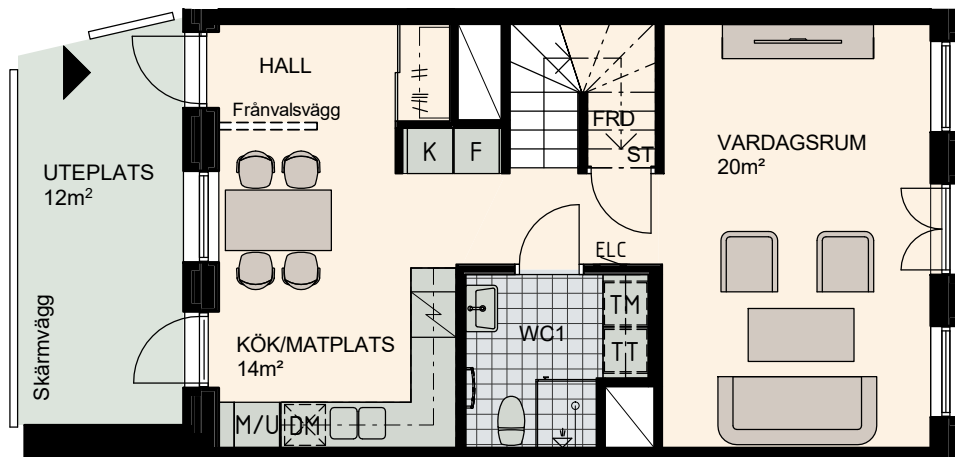 HALL
Frånvalsvägg
UTEPLATS
12m²
Skärmvägg
K F
FRD
ST
VARDAGSRUM
20m²
ELC
KÖK/MATPLATS
14m²
WC1
TM
TT
M/U DM